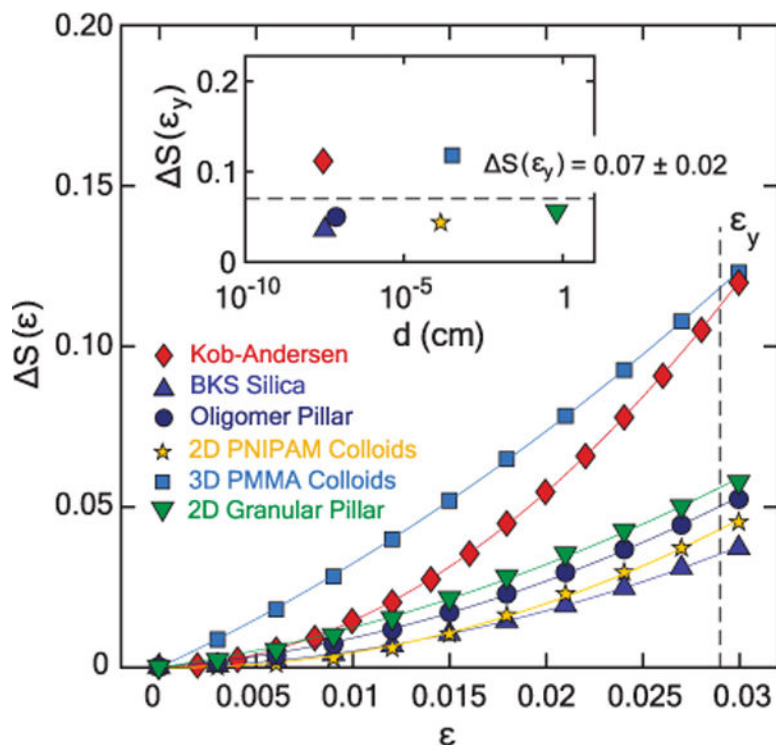 0.20
0.15
0.10
0.05
0
ΔS(ε)
0.2
0.1
0
ΔS(εy)
ΔS(εy) = 0.07 ± 0.02
10⁻¹⁰ 10⁻⁵ 1
d (cm)
εy
Kob-Andersen
BKS Silica
Oligomer Pillar
2D PNIPAM Colloids
3D PMMA Colloids
2D Granular Pillar
0 0.005 0.01 0.015 0.02 0.025 0.03
ε